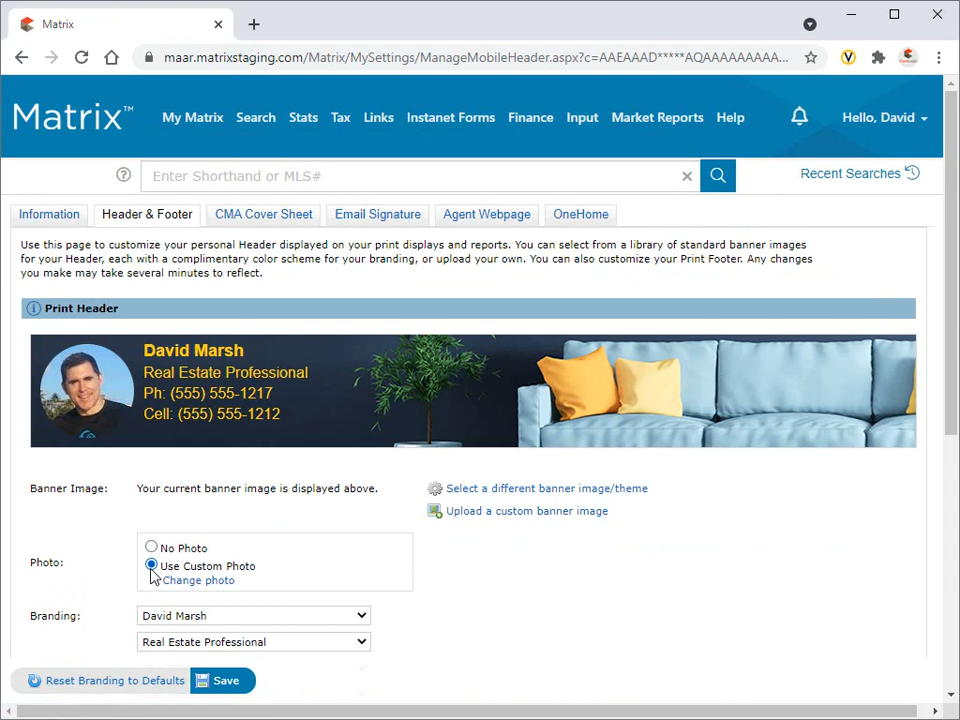 Matrix
maar.matrixstaging.com/Matrix/MySettings/ManageMobileHeader.aspx?c=AAEAAAD*****AQAAAAAAAAA...
Matrix™
My Matrix Search Stats Tax Links Instanet Forms Finance Input Market Reports Help
Hello, David
Enter Shorthand or MLS#
Recent Searches
Information Header & Footer CMA Cover Sheet Email Signature Agent Webpage OneHome
Use this page to customize your personal Header displayed on your print displays and reports. You can select from a library of standard banner images
for your Header, each with a complimentary color scheme for your branding, or upload your own. You can also customize your Print Footer. Any changes
you make may take several minutes to reflect.
Print Header
David Marsh
Real Estate Professional
Ph: (555) 555-1217
Cell: (555) 555-1212
Banner Image: Your current banner image is displayed above. Select a different banner image/theme
Upload a custom banner image
No Photo
Photo: Use Custom Photo
Change photo
Branding: David Marsh
Real Estate Professional
Reset Branding to Defaults Save